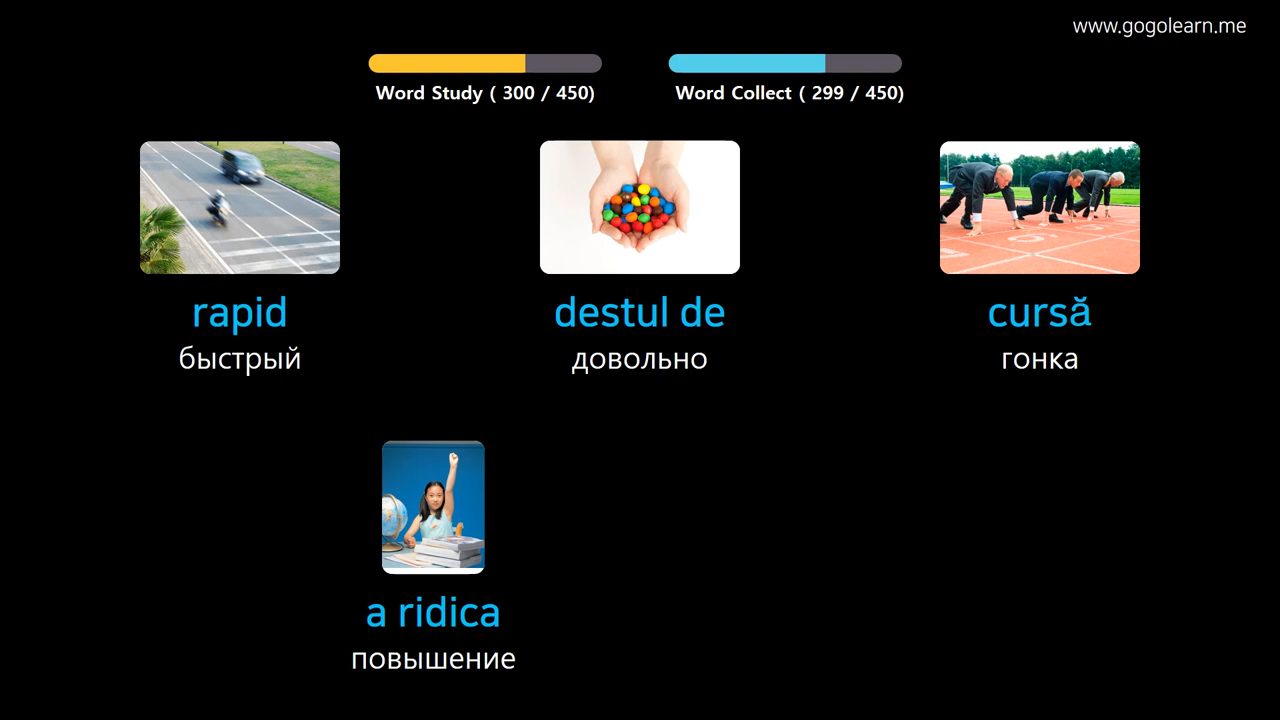 www.gogolearn.me
Word Study ( 300 / 450)
Word Collect ( 299 / 450)
rapid
быстрый
destul de
довольно
cursă
гонка
a ridica
повышение